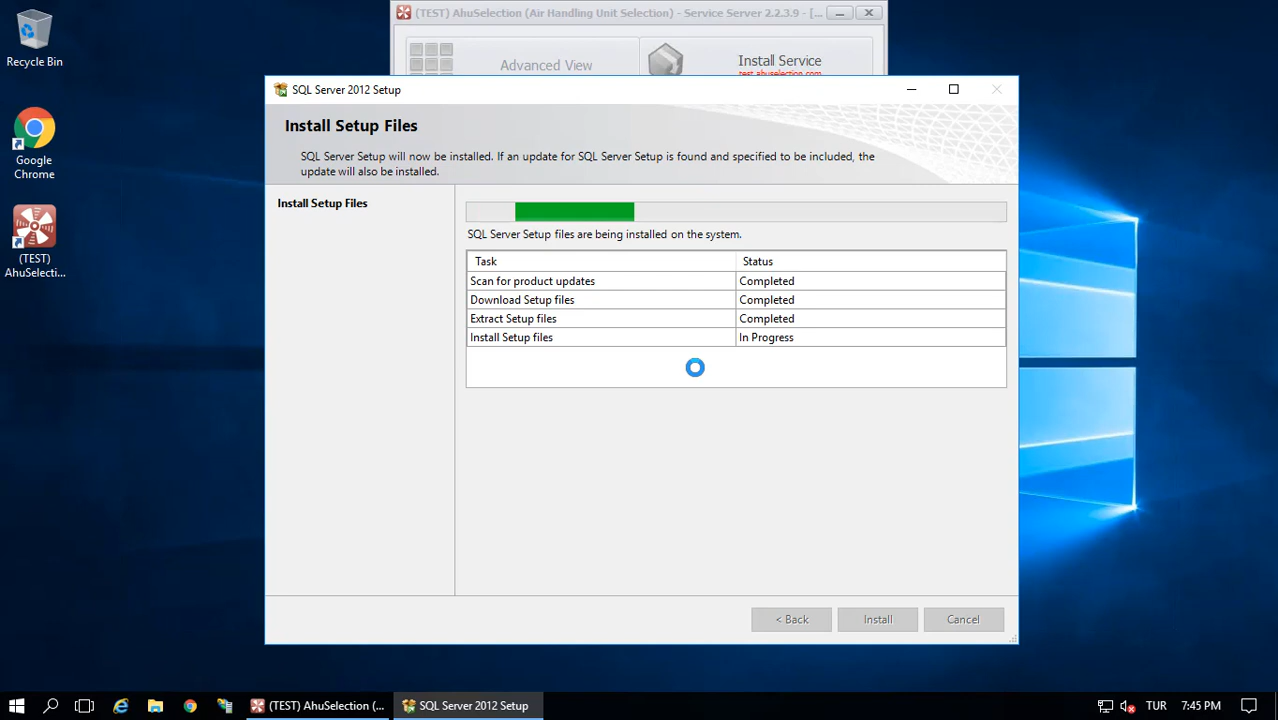 Recycle Bin
Google
Chrome
(TEST)
AhuSelecti...
(TEST) AhuSelection (Air Handling Unit Selection) - Service Server 2.2.3.9 - [...
Advanced View
Install Service
test.ahuselection.com
SQL Server 2012 Setup
Install Setup Files
SQL Server Setup will now be installed. If an update for SQL Server Setup is found and specified to be included, the
update will also be installed.
Install Setup Files
SQL Server Setup files are being installed on the system.
Task Status
Scan for product updates Completed
Download Setup files Completed
Extract Setup files Completed
Install Setup files In Progress
< Back Install Cancel
(TEST) AhuSelection (... SQL Server 2012 Setup TUR 7:45 PM